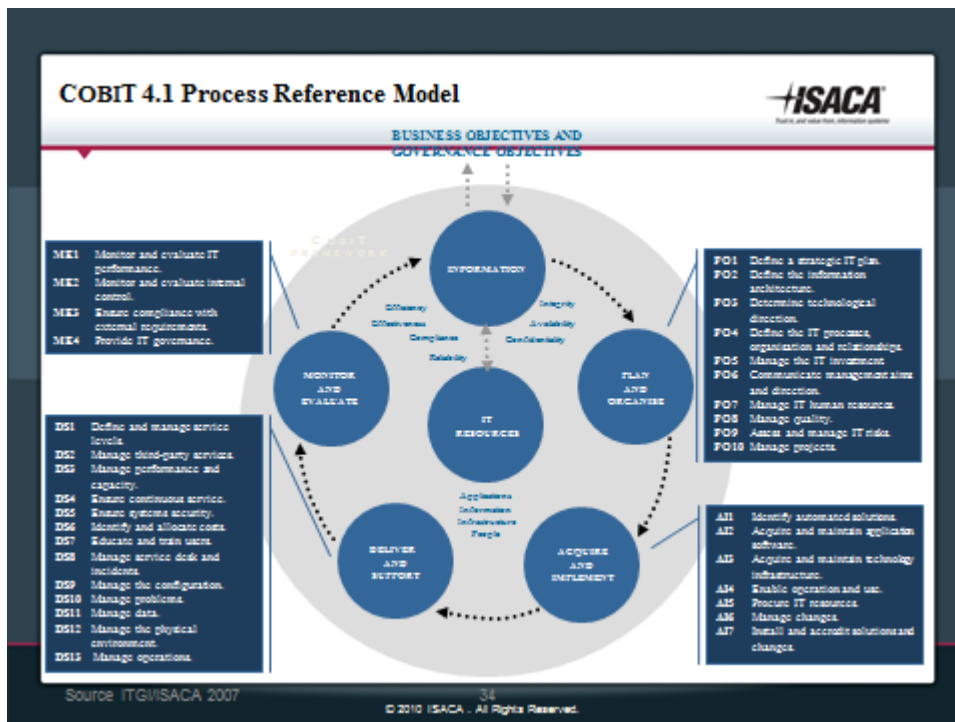 COBIT 4.1 Process Reference Model
ISACA®
Trust in, and value from, information systems
BUSINESS OBJECTIVES AND
GOVERNANCE OBJECTIVES
COBIT
FRAMEWORK
INFORMATION
Efficiency
Effectiveness
Compliance
Reliability
Integrity
Availability
Confidentiality
ME1 Monitor and evaluate IT
performance.
ME2 Monitor and evaluate internal
control.
ME3 Ensure compliance with
external requirements.
ME4 Provide IT governance.
PO1 Define a strategic IT plan.
PO2 Define the information
architecture.
PO3 Determine technological
direction.
PO4 Define the IT processes,
organisation and relationships.
PO5 Manage the IT investment
PO6 Communicate management aims
and direction.
PO7 Manage IT human resources.
PO8 Manage quality.
PO9 Assess and manage IT risks.
PO10 Manage projects.
MONITOR
AND
EVALUATE
IT
RESOURCES
PLAN
AND
ORGANISE
DS1 Define and manage service
levels.
DS2 Manage third-party services.
DS3 Manage performance and
capacity.
DS4 Ensure continuous service.
DS5 Ensure systems security.
DS6 Identify and allocate costs.
DS7 Educate and train users.
DS8 Manage service desk and
incidents.
DS9 Manage the configuration.
DS10 Manage problems.
DS11 Manage data.
DS12 Manage the physical
environment.
DS13 Manage operations.
Applications
Information
Infrastructure
People
DELIVER
AND
SUPPORT
ACQUIRE
AND
IMPLEMENT
AI1 Identify automated solutions.
AI2 Acquire and maintain application
software.
AI3 Acquire and maintain technology
infrastructure.
AI4 Enable operation and use.
AI5 Procure IT resources.
AI6 Manage changes.
AI7 Install and accredit solutions and
changes.
Source ITGI/ISACA 2007
34
© 2010 ISACA . All Rights Reserved.